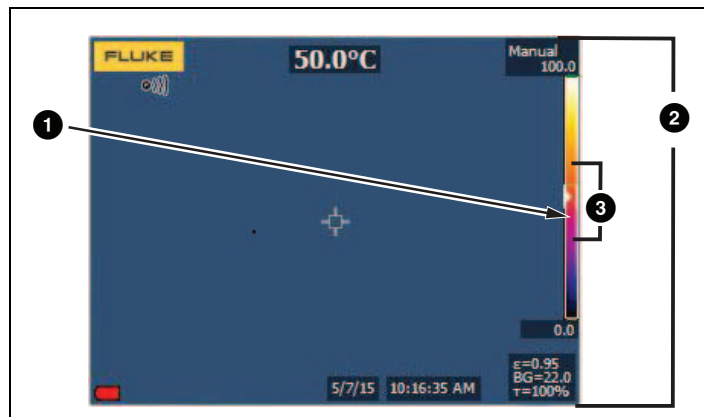 FLUKE
50.0°C
Manual
100.0
1
2
3
0.0
ε=0.95
BG=22.0
τ=100%
5/7/15 10:16:35 AM